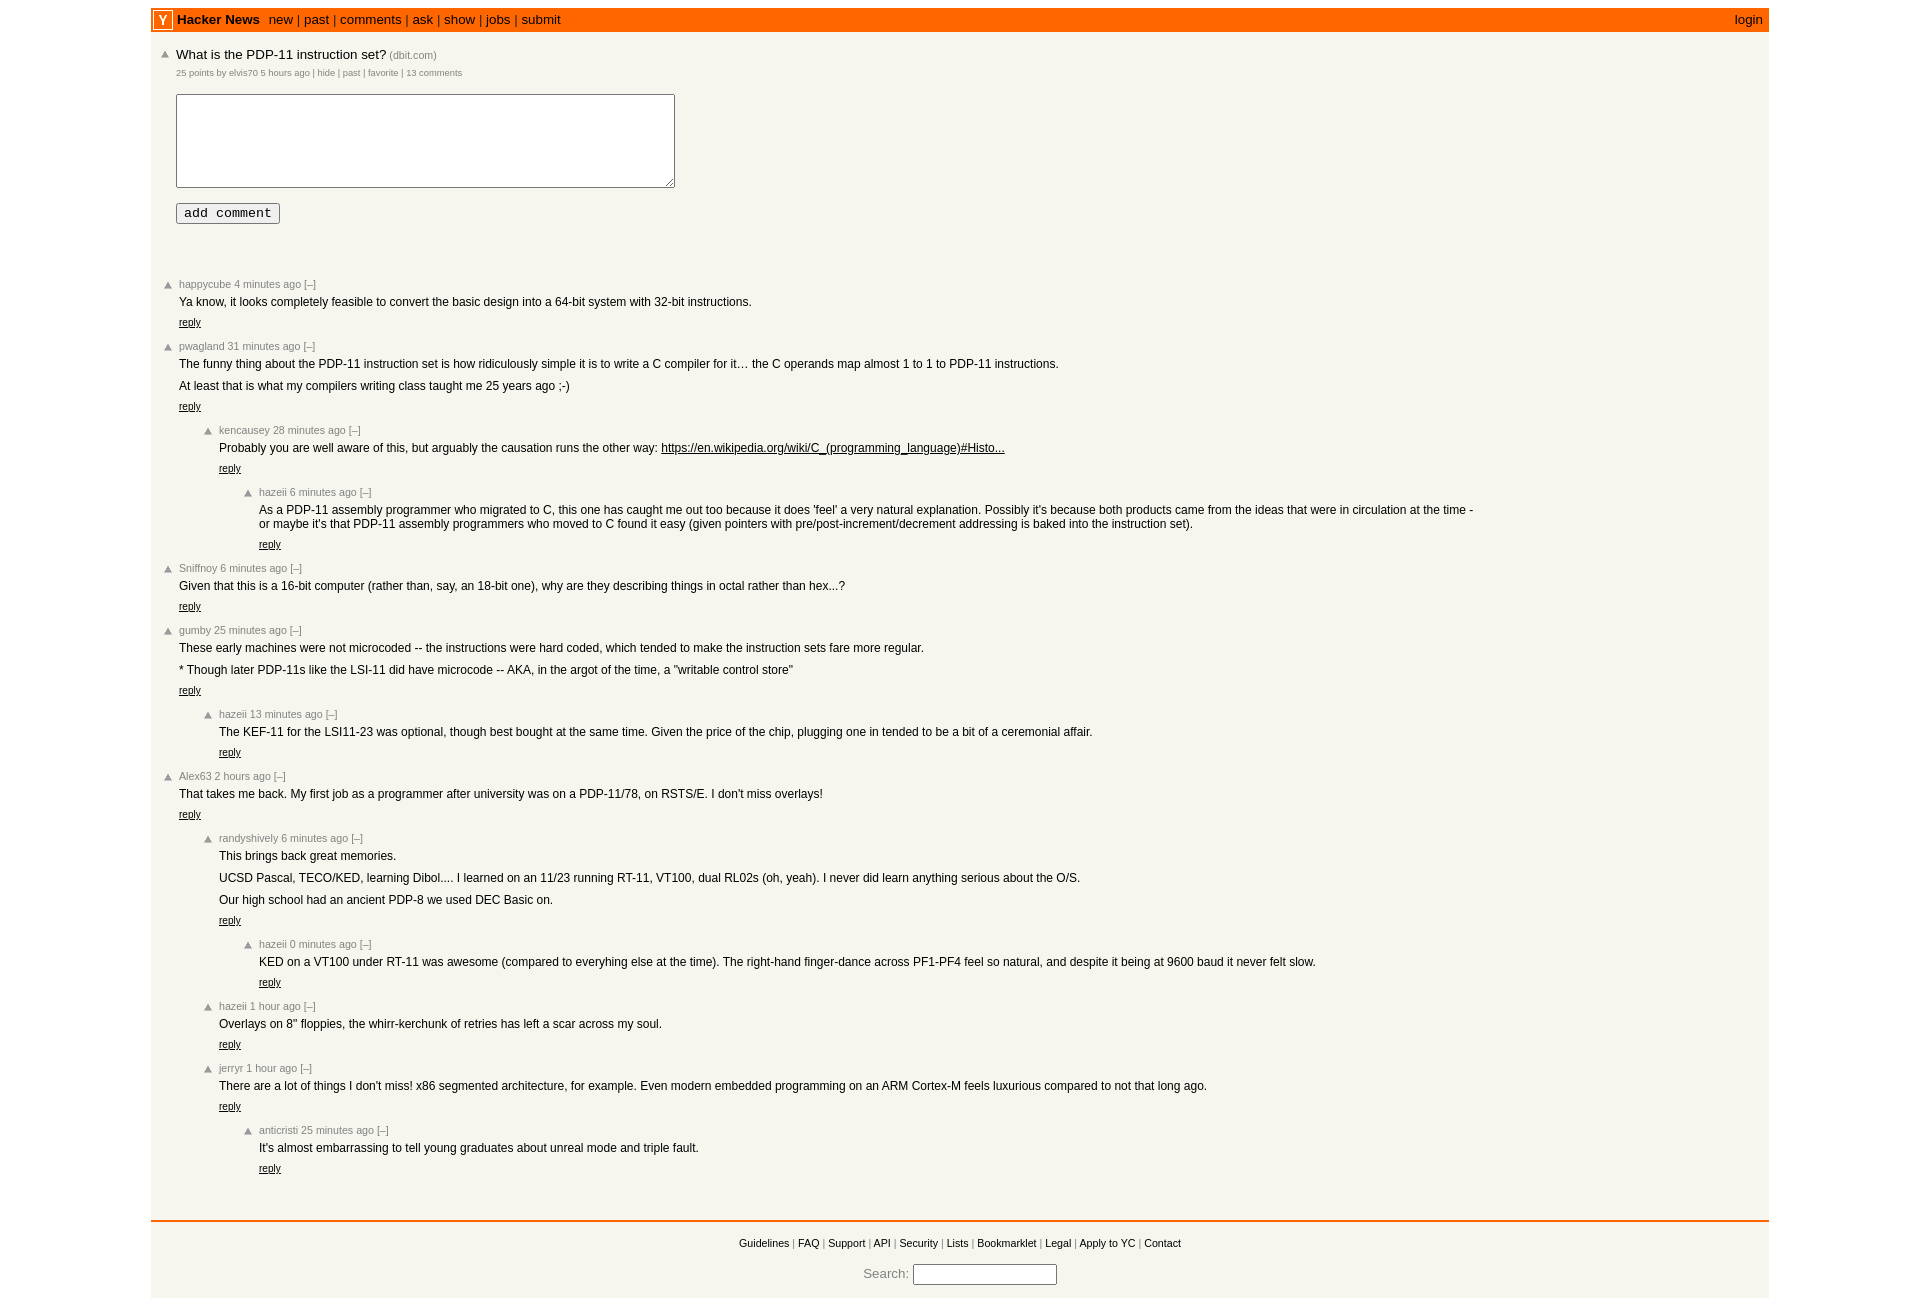 Y Hacker News new | past | comments | ask | show | jobs | submit login
What is the PDP-11 instruction set? (dbit.com)
25 points by elvis70 5 hours ago | hide | past | favorite | 13 comments
add comment
happycube 4 minutes ago [–]
Ya know, it looks completely feasible to convert the basic design into a 64-bit system with 32-bit instructions.
reply
pwagland 31 minutes ago [–]
The funny thing about the PDP-11 instruction set is how ridiculously simple it is to write a C compiler for it… the C operands map almost 1 to 1 to PDP-11 instructions.
At least that is what my compilers writing class taught me 25 years ago ;-)
reply
kencausey 28 minutes ago [–]
Probably you are well aware of this, but arguably the causation runs the other way: https://en.wikipedia.org/wiki/C_(programming_language)#Histo...
reply
hazeii 6 minutes ago [–]
As a PDP-11 assembly programmer who migrated to C, this one has caught me out too because it does 'feel' a very natural explanation. Possibly it's because both products came from the ideas that were in circulation at the time -
or maybe it's that PDP-11 assembly programmers who moved to C found it easy (given pointers with pre/post-increment/decrement addressing is baked into the instruction set).
reply
Sniffnoy 6 minutes ago [–]
Given that this is a 16-bit computer (rather than, say, an 18-bit one), why are they describing things in octal rather than hex...?
reply
gumby 25 minutes ago [–]
These early machines were not microcoded -- the instructions were hard coded, which tended to make the instruction sets fare more regular.
* Though later PDP-11s like the LSI-11 did have microcode -- AKA, in the argot of the time, a "writable control store"
reply
hazeii 13 minutes ago [–]
The KEF-11 for the LSI11-23 was optional, though best bought at the same time. Given the price of the chip, plugging one in tended to be a bit of a ceremonial affair.
reply
Alex63 2 hours ago [–]
That takes me back. My first job as a programmer after university was on a PDP-11/78, on RSTS/E. I don't miss overlays!
reply
randyshively 6 minutes ago [–]
This brings back great memories.
UCSD Pascal, TECO/KED, learning Dibol.... I learned on an 11/23 running RT-11, VT100, dual RL02s (oh, yeah). I never did learn anything serious about the O/S.
Our high school had an ancient PDP-8 we used DEC Basic on.
reply
hazeii 0 minutes ago [–]
KED on a VT100 under RT-11 was awesome (compared to everyhing else at the time). The right-hand finger-dance across PF1-PF4 feel so natural, and despite it being at 9600 baud it never felt slow.
reply
hazeii 1 hour ago [–]
Overlays on 8" floppies, the whirr-kerchunk of retries has left a scar across my soul.
reply
jerryr 1 hour ago [–]
There are a lot of things I don't miss! x86 segmented architecture, for example. Even modern embedded programming on an ARM Cortex-M feels luxurious compared to not that long ago.
reply
anticristi 25 minutes ago [–]
It's almost embarrassing to tell young graduates about unreal mode and triple fault.
reply
Guidelines | FAQ | Support | API | Security | Lists | Bookmarklet | Legal | Apply to YC | Contact
Search: